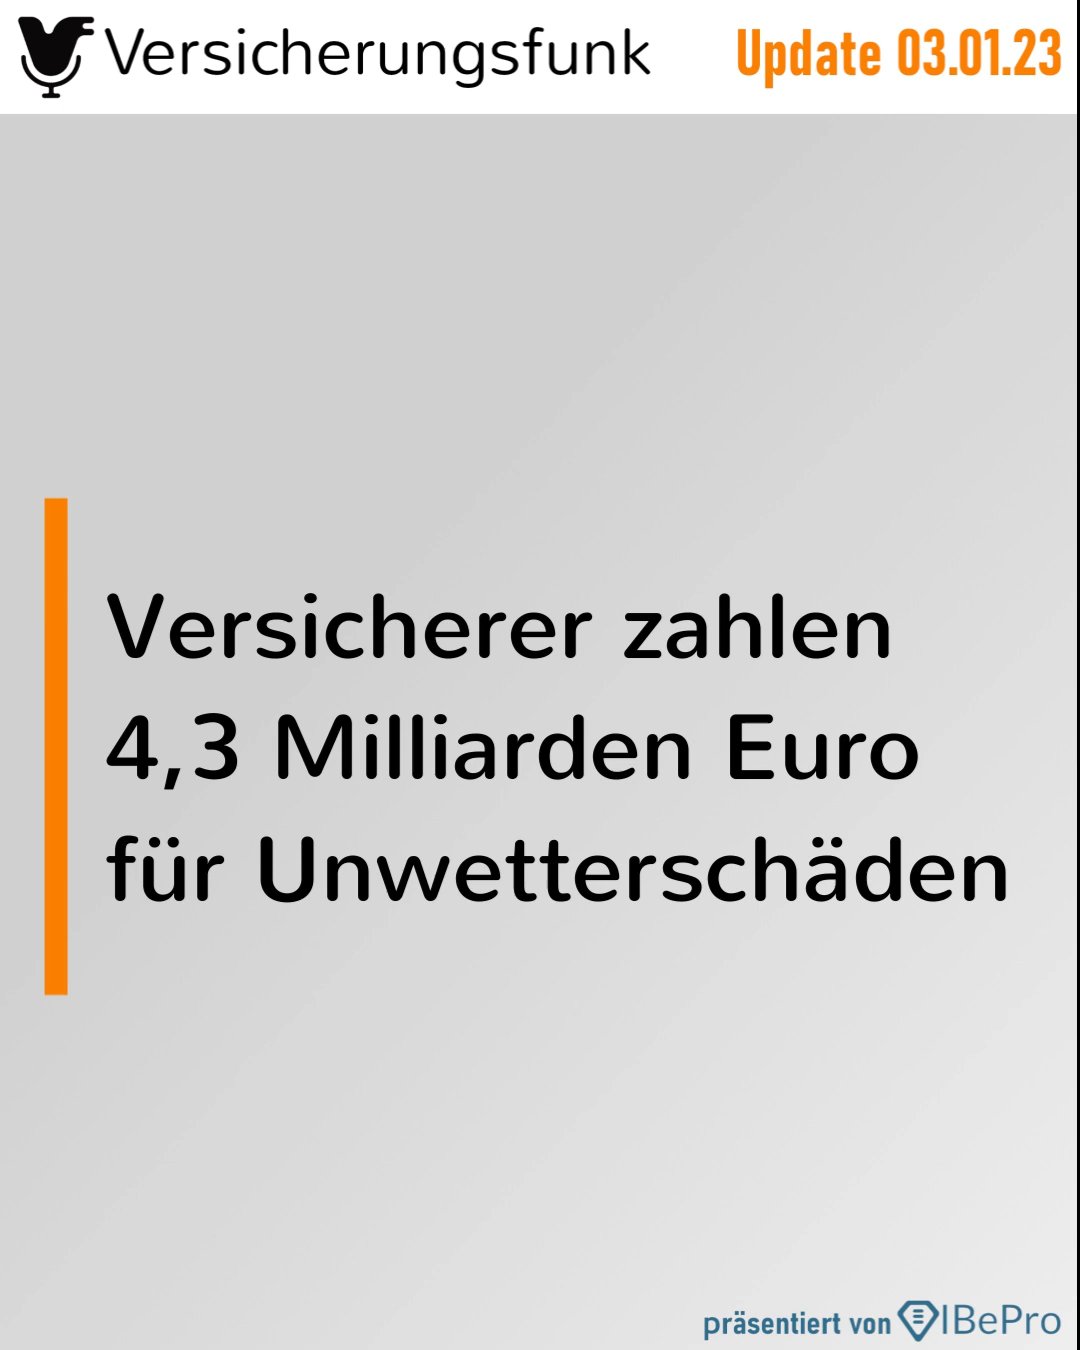 Versicherungsfunk
Update 03.01.23
Versicherer zahlen
4,3 Milliarden Euro
für Unwetterschäden
präsentiert von IBePro